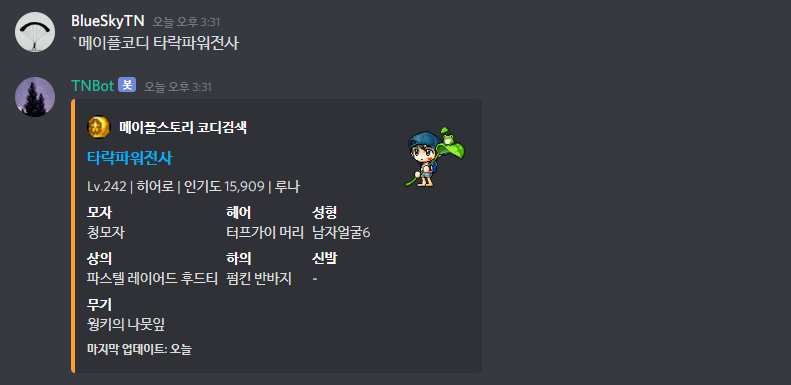 BlueSkyTN 오늘 오후 3:31
`메이플코디 타락파워전사
TNBot 봇 오늘 오후 3:31
메이플스토리 코디검색
타락파워전사
Lv.242 | 히어로 | 인기도 15,909 | 루나
모자 헤어 성형
청모자 터프가이 머리 남자얼굴6
상의 하의 신발
파스텔 레이어드 후드티 펌킨 반바지 -
무기
웡키의 나뭇잎
마지막 업데이트: 오늘